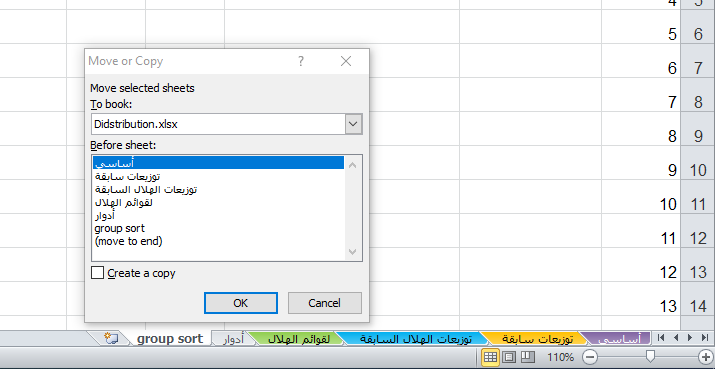 4 5
5 6
6 7
7 8
8 9
9 10
10 11
11 12
12 13
13 14
Move or Copy ?
Move selected sheets
To book:
Didstribution.xlsx
Before sheet:
أساسي
توزيعات سابقة
توزيعات الهلال السابقة
لقوائم الهلال
أدوار
group sort
(move to end)
Create a copy
OK Cancel
أساسي توزيعات سابقة توزيعات الهلال السابقة لقوائم الهلال أدوار group sort
110%